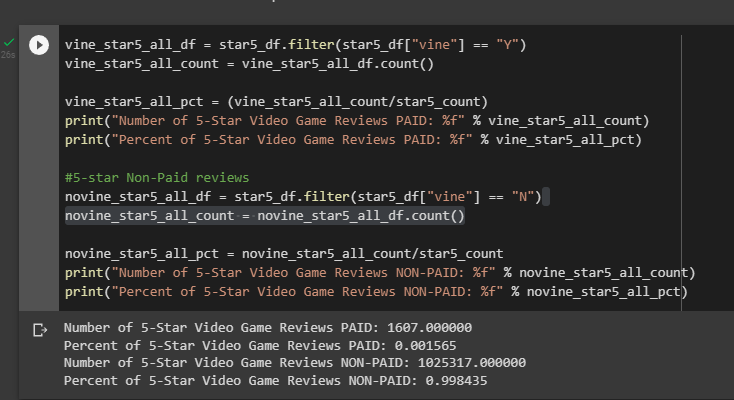 26s
vine_star5_all_df = star5_df.filter(star5_df["vine"] == "Y")
vine_star5_all_count = vine_star5_all_df.count()
vine_star5_all_pct = (vine_star5_all_count/star5_count)
print("Number of 5-Star Video Game Reviews PAID: %f" % vine_star5_all_count)
print("Percent of 5-Star Video Game Reviews PAID: %f" % vine_star5_all_pct)
#5-star Non-Paid reviews
novine_star5_all_df = star5_df.filter(star5_df["vine"] == "N")
novine_star5_all_count = novine_star5_all_df.count()
novine_star5_all_pct = novine_star5_all_count/star5_count
print("Number of 5-Star Video Game Reviews NON-PAID: %f" % novine_star5_all_count)
print("Percent of 5-Star Video Game Reviews NON-PAID: %f" % novine_star5_all_pct)
Number of 5-Star Video Game Reviews PAID: 1607.000000
Percent of 5-Star Video Game Reviews PAID: 0.001565
Number of 5-Star Video Game Reviews NON-PAID: 1025317.000000
Percent of 5-Star Video Game Reviews NON-PAID: 0.998435